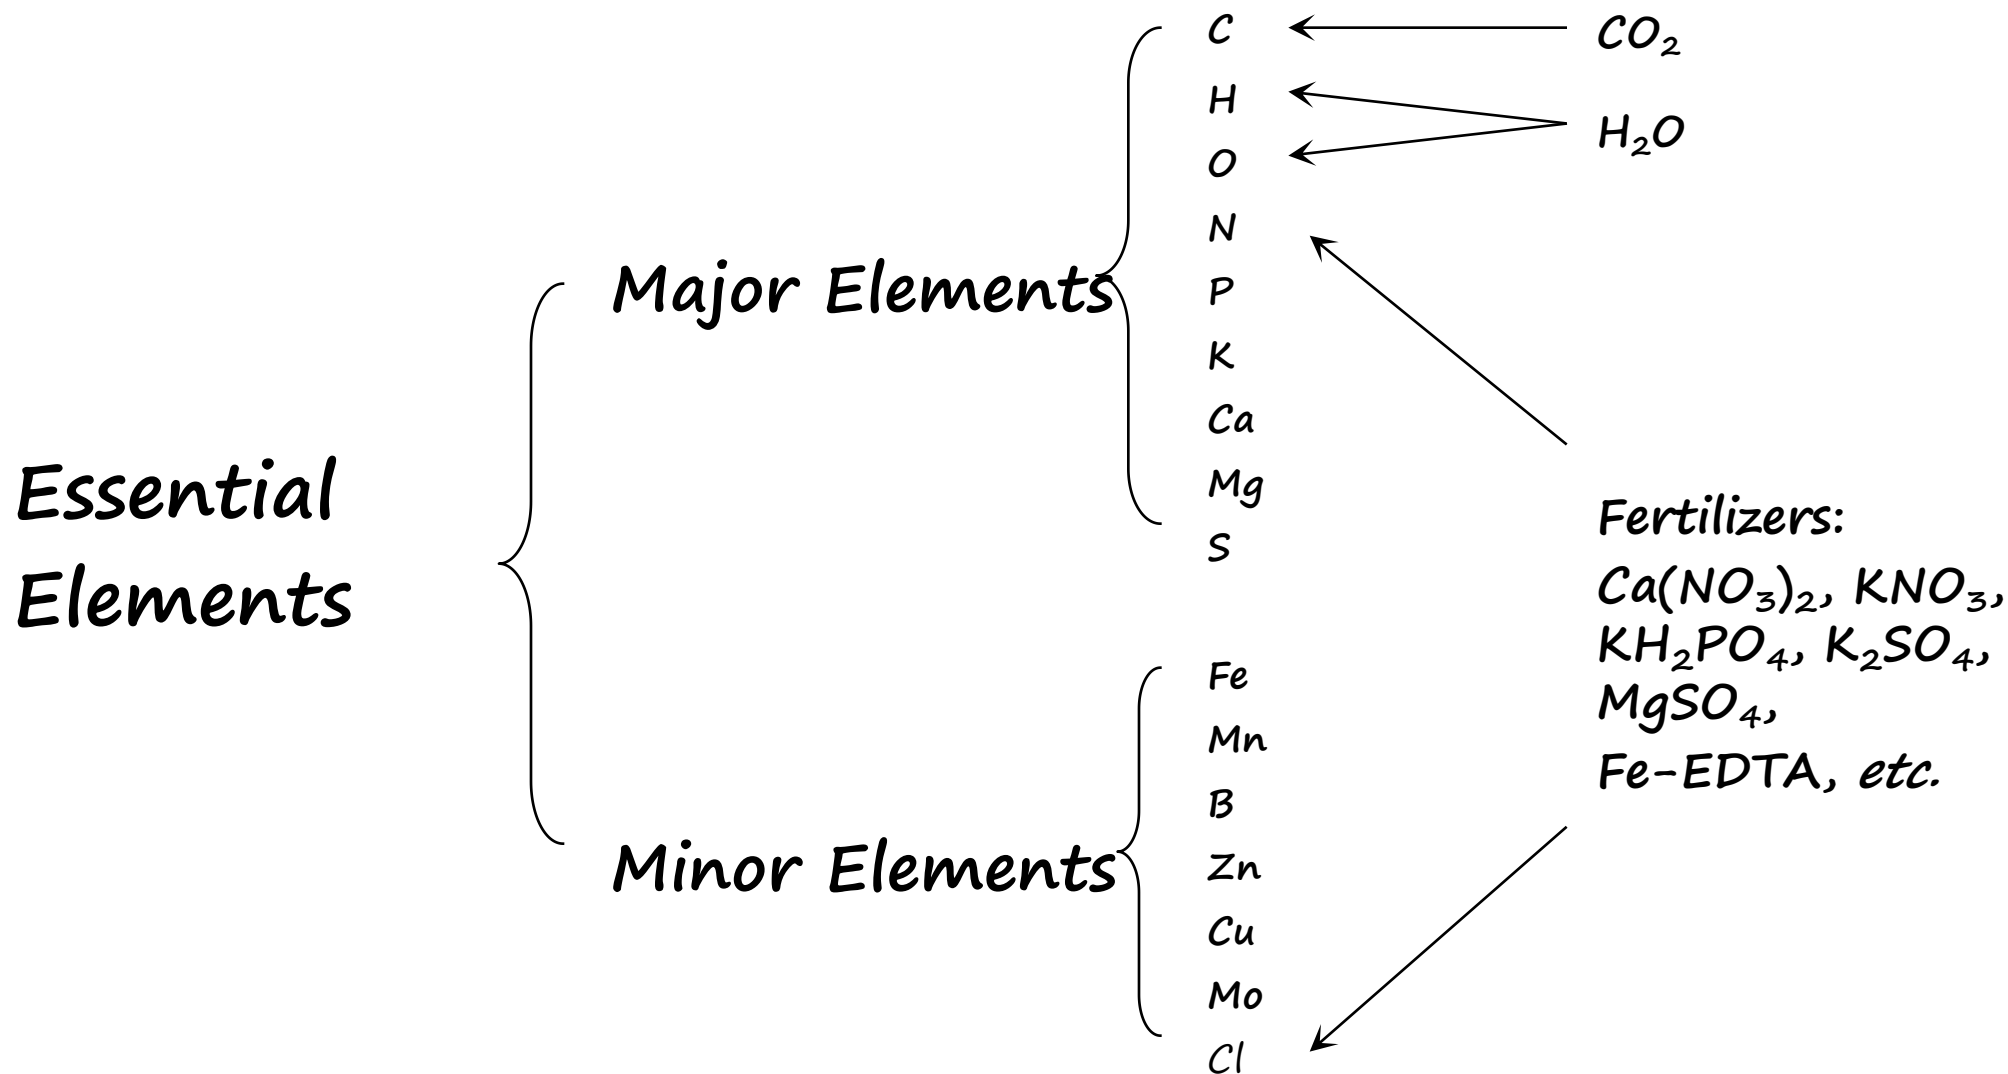 Essential
Elements
Major Elements
C
H
O
N
P
K
Ca
Mg
S
Minor Elements
Fe
Mn
B
Zn
Cu
Mo
Cl
CO₂
H₂O
Fertilizers:
Ca(NO₃)₂, KNO₃,
KH₂PO₄, K₂SO₄,
MgSO₄,
Fe-EDTA, etc.